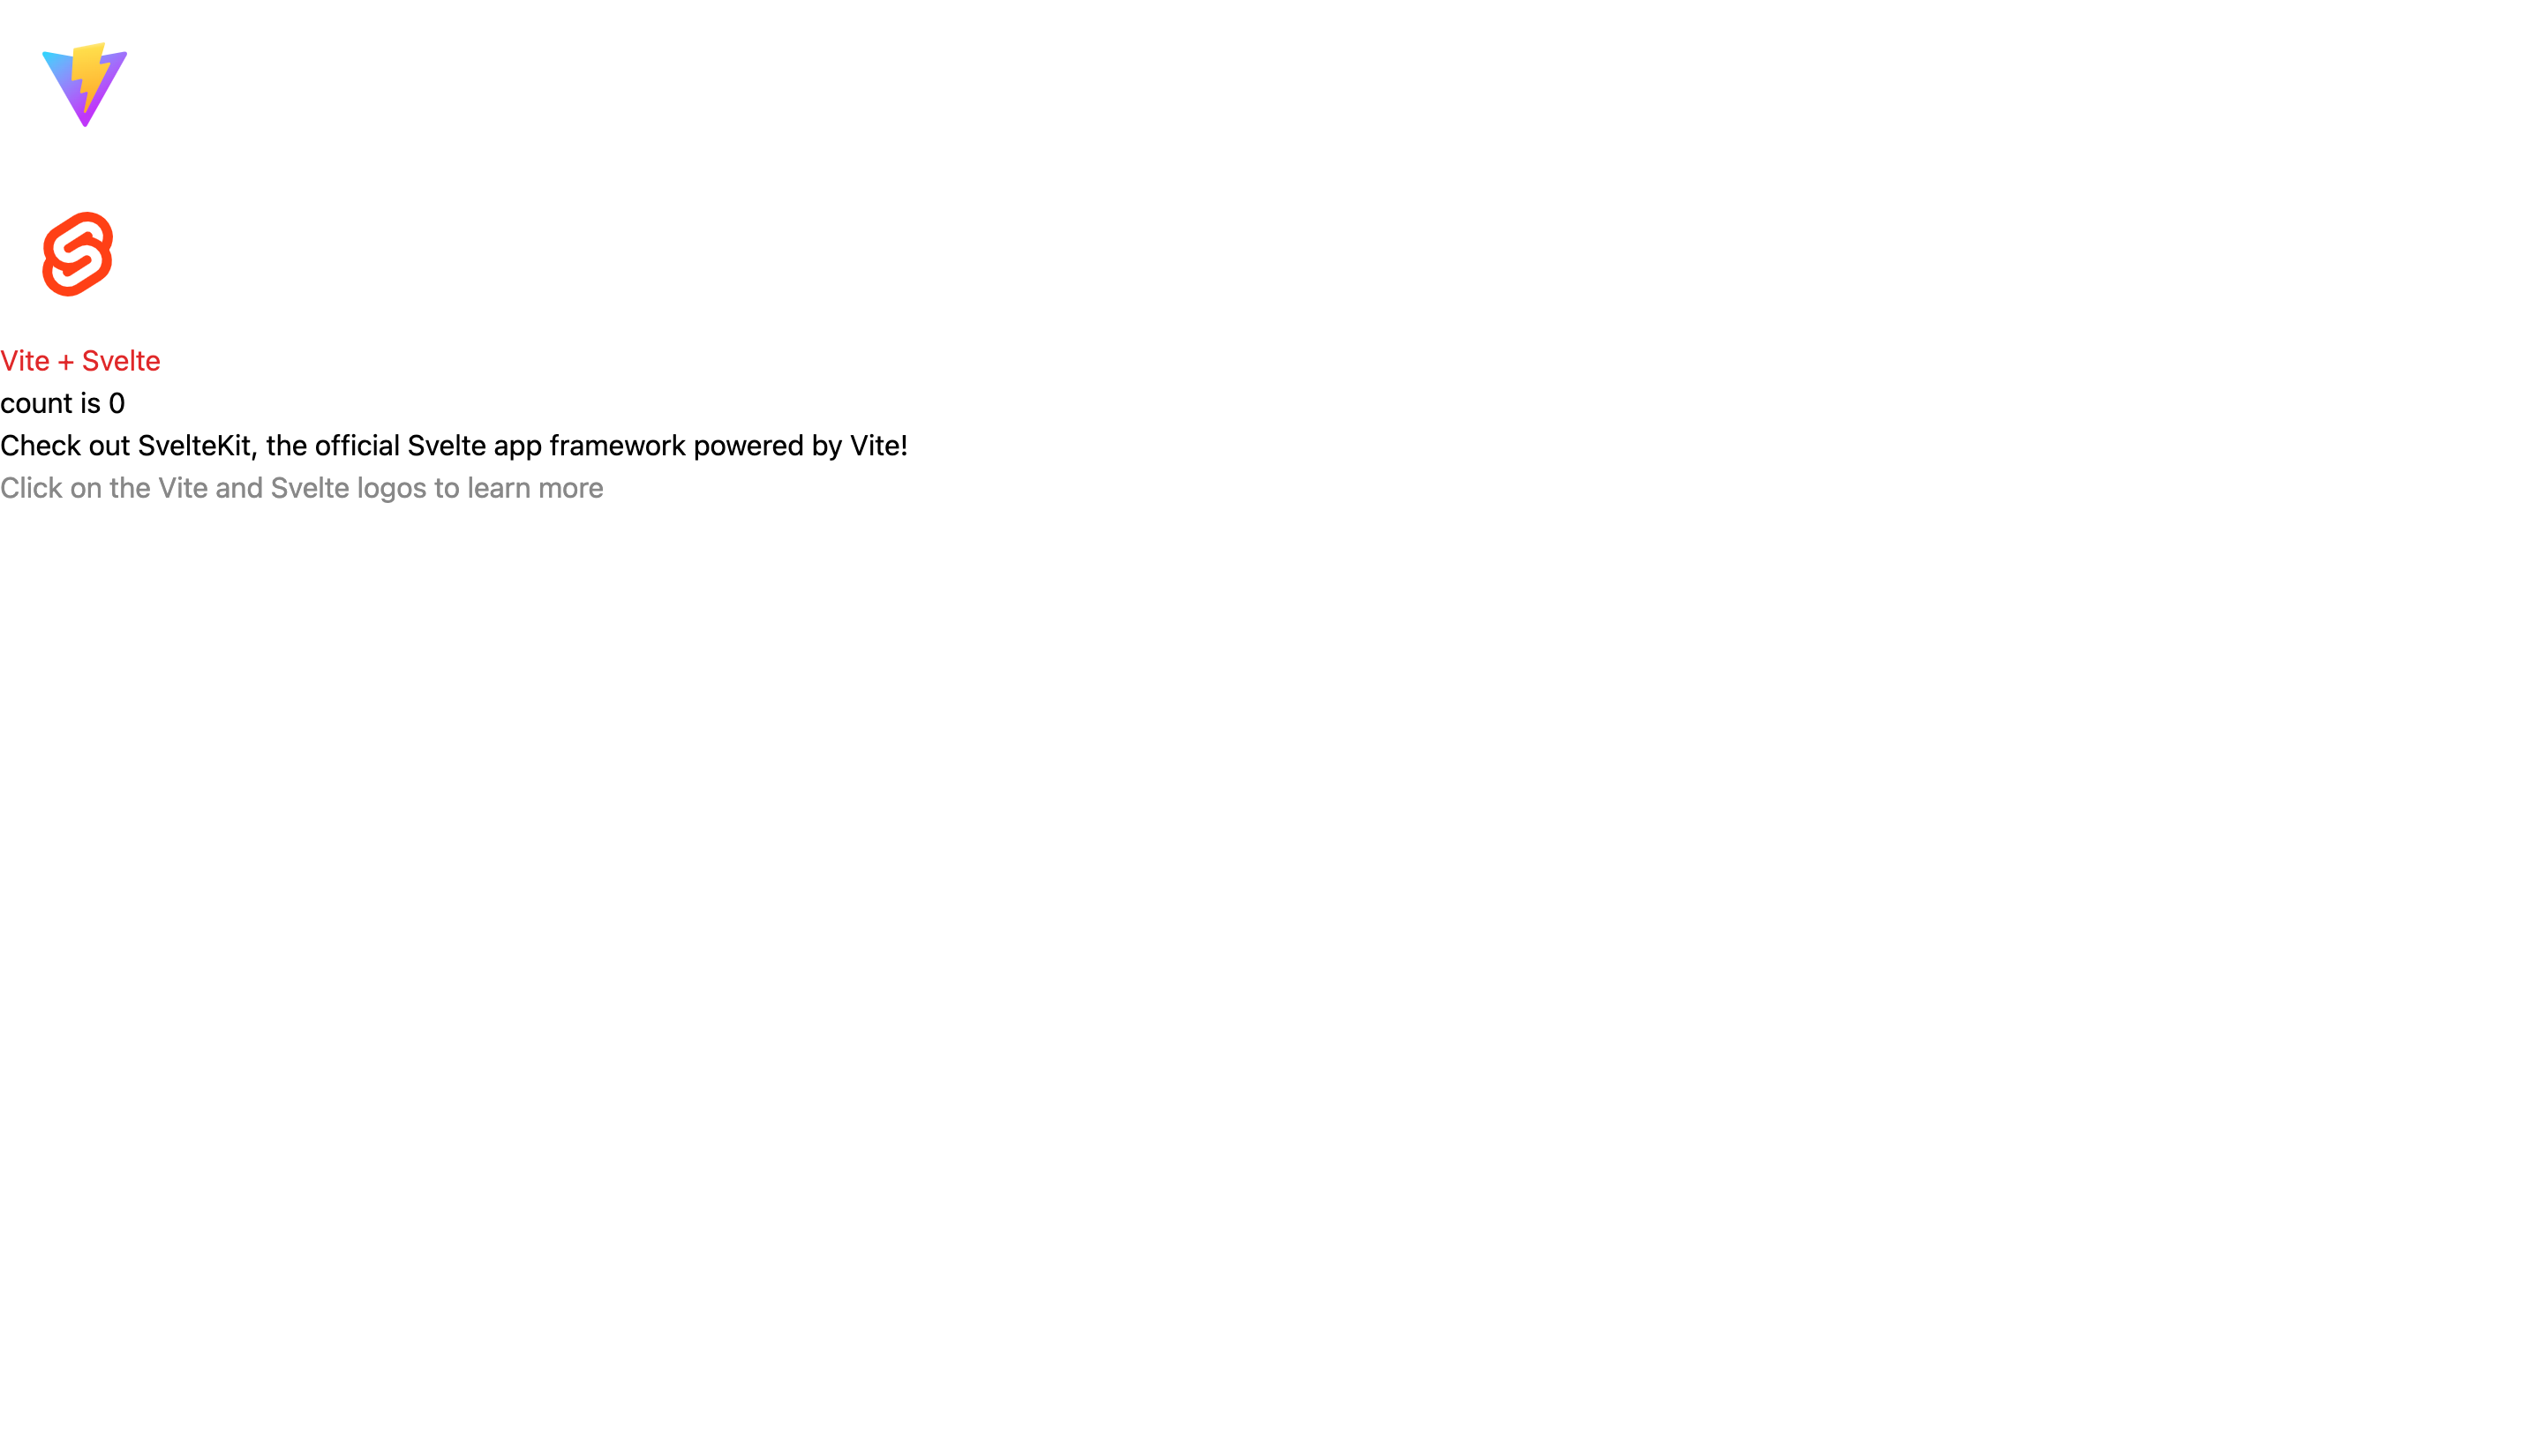 Vite + Svelte
count is 0
Check out SvelteKit, the official Svelte app framework powered by Vite!
Click on the Vite and Svelte logos to learn more